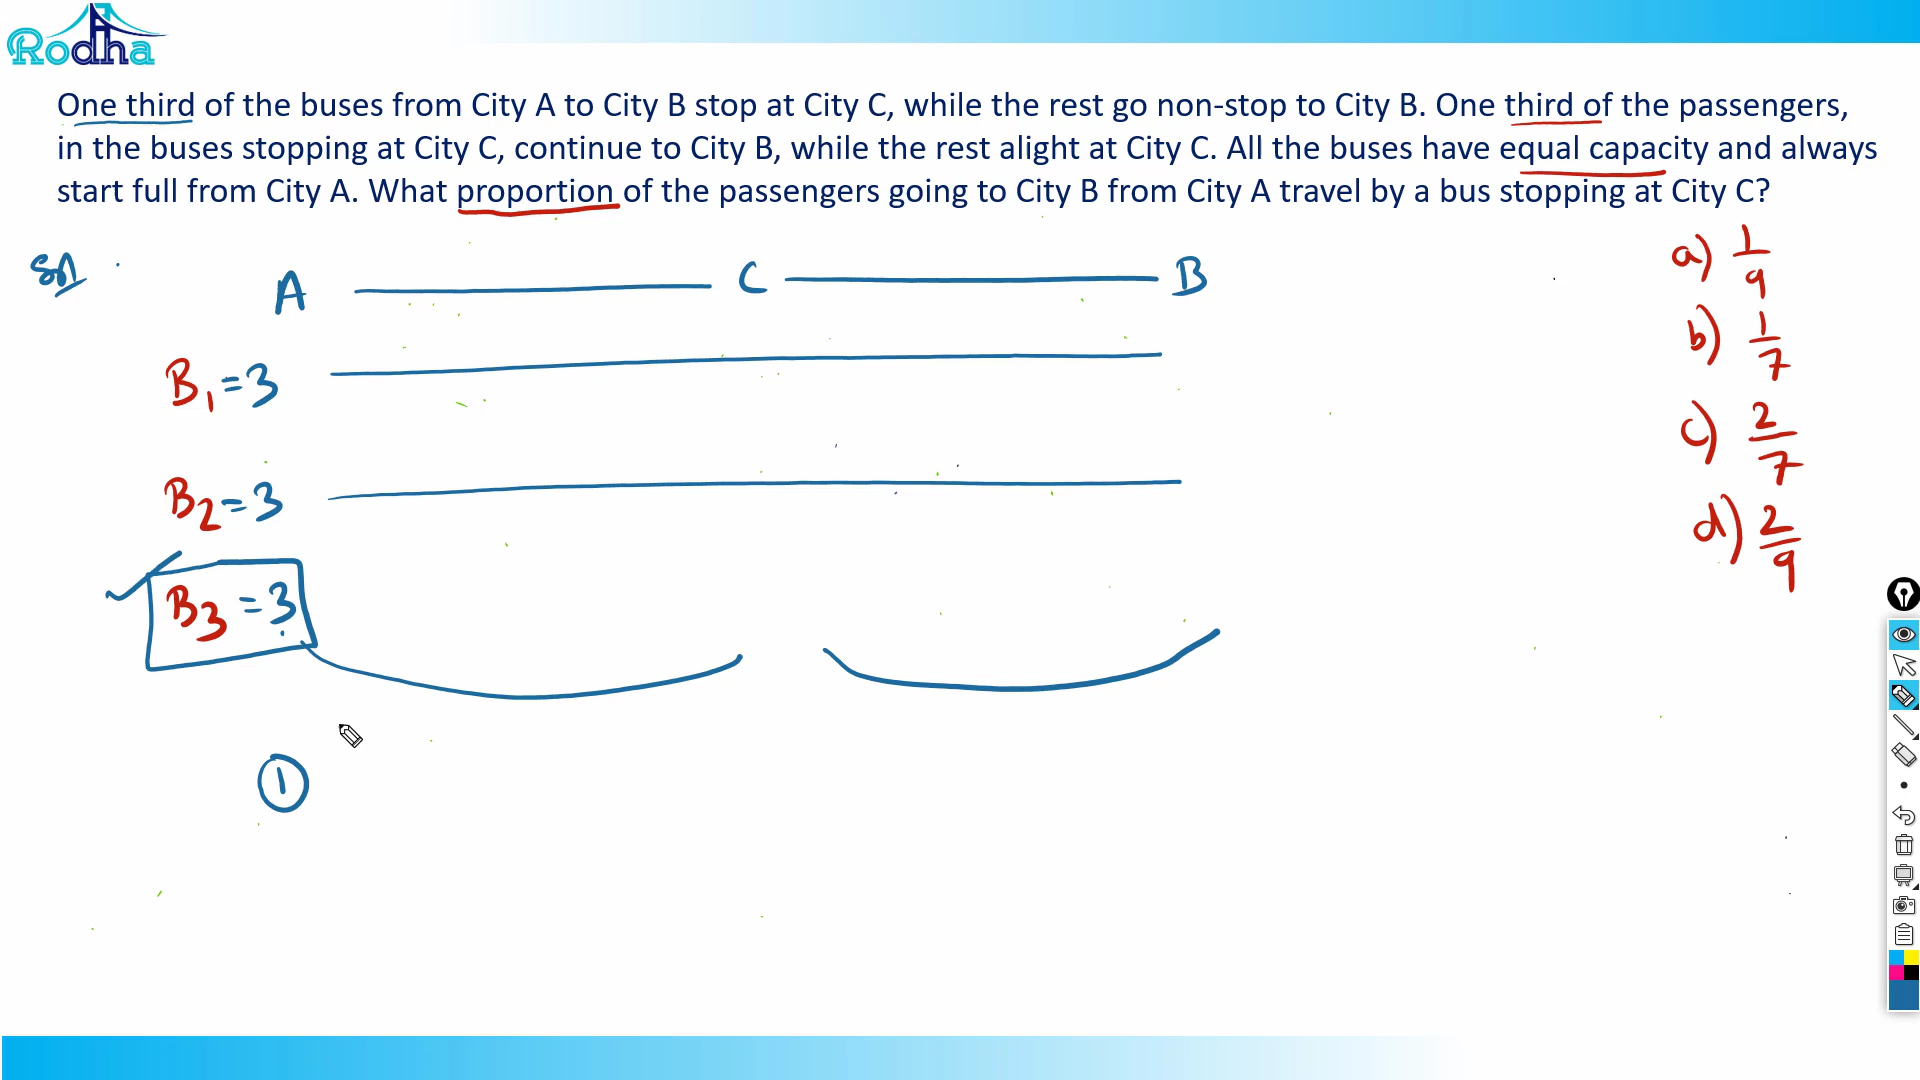 Rodha
One third of the buses from City A to City B stop at City C, while the rest go non-stop to City B. One third of the passengers,
in the buses stopping at City C, continue to City B, while the rest alight at City C. All the buses have equal capacity and always
start full from City A. What proportion of the passengers going to City B from City A travel by a bus stopping at City C?
A C B
B1 = 3
B2 = 3
B3 = 3
1
a) 1/9
b) 1/7
c) 2/7
d) 2/9